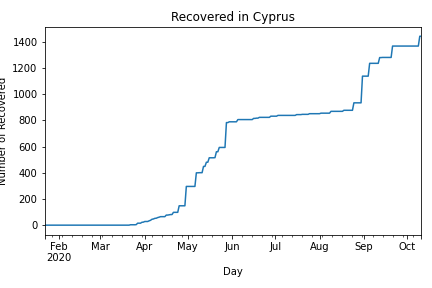 Recovered in Cyprus
Number of Recovered
1400
1200
1000
800
600
400
200
0
Feb Mar Apr May Jun Jul Aug Sep Oct
2020
Day